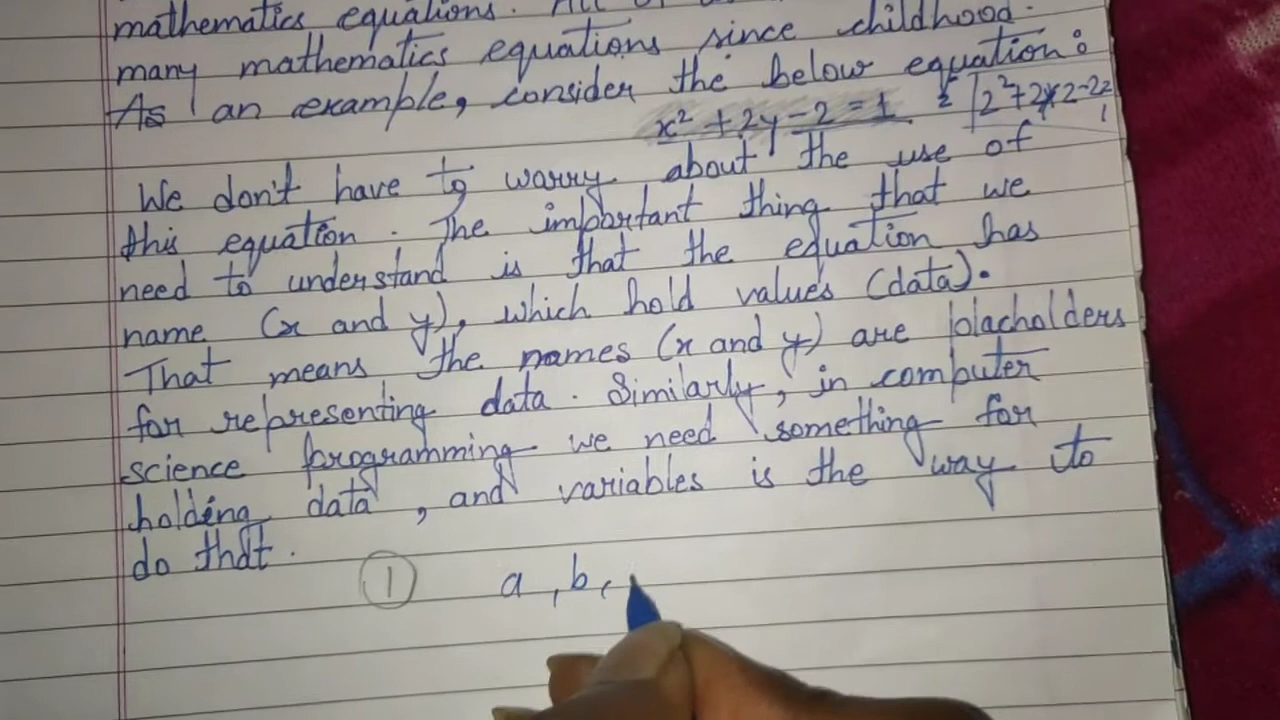 mathematics equations. All of
many mathematics equations since childhood.
As an example, consider the below equation:
x² + 2y - 2 = 1
We don't have to worry about the use of
this equation. The important thing that we
need to understand is that the equation has
name (x and y), which hold values (data).
That means the names (x and y) are placholders
for representing data. Similarly, in computer
science programming we need something for
holding data, and variables is the way to
do that.
1 a, b,